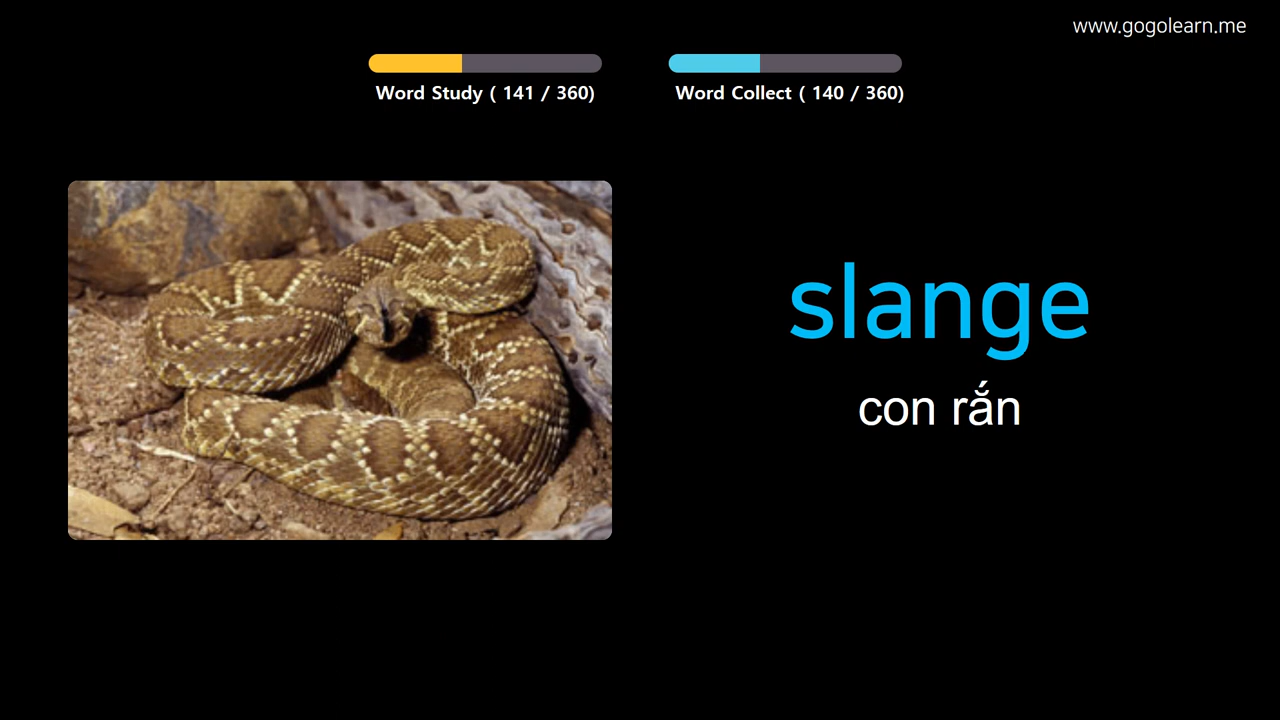 www.gogolearn.me
Word Study ( 141 / 360)
Word Collect ( 140 / 360)
slange
con rắn